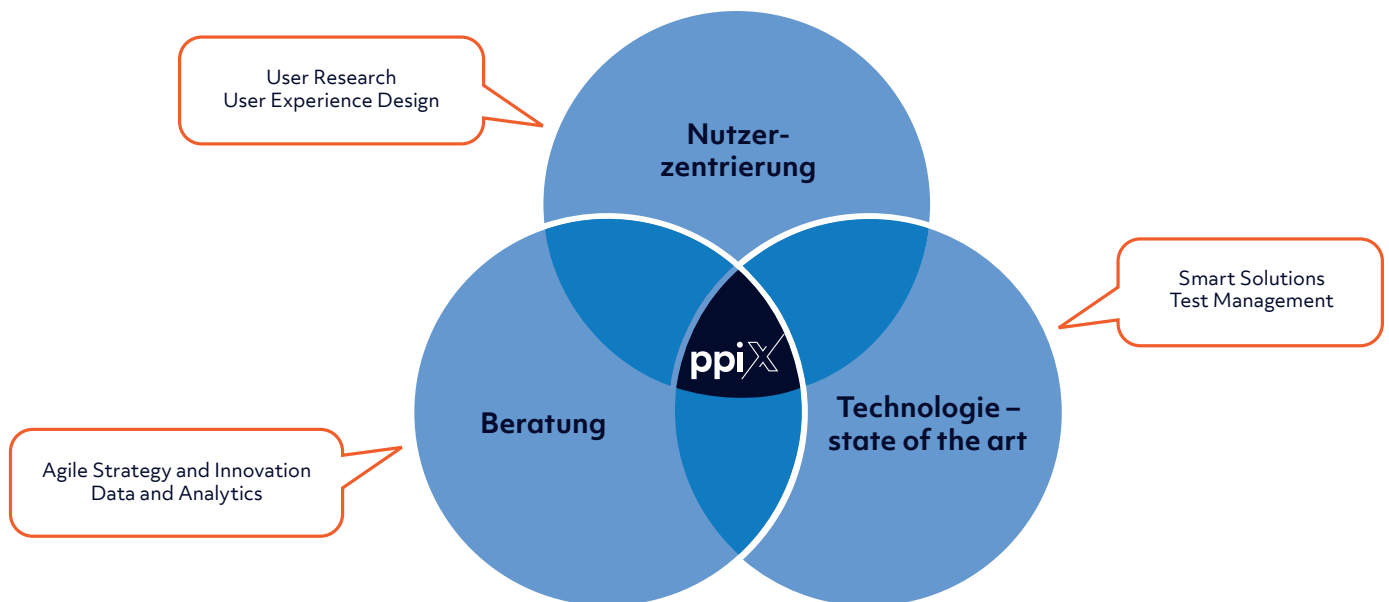 User Research
User Experience Design
Nutzer-
zentrierung
Smart Solutions
Test Management
ppiX
Beratung
Technologie –
state of the art
Agile Strategy and Innovation
Data and Analytics